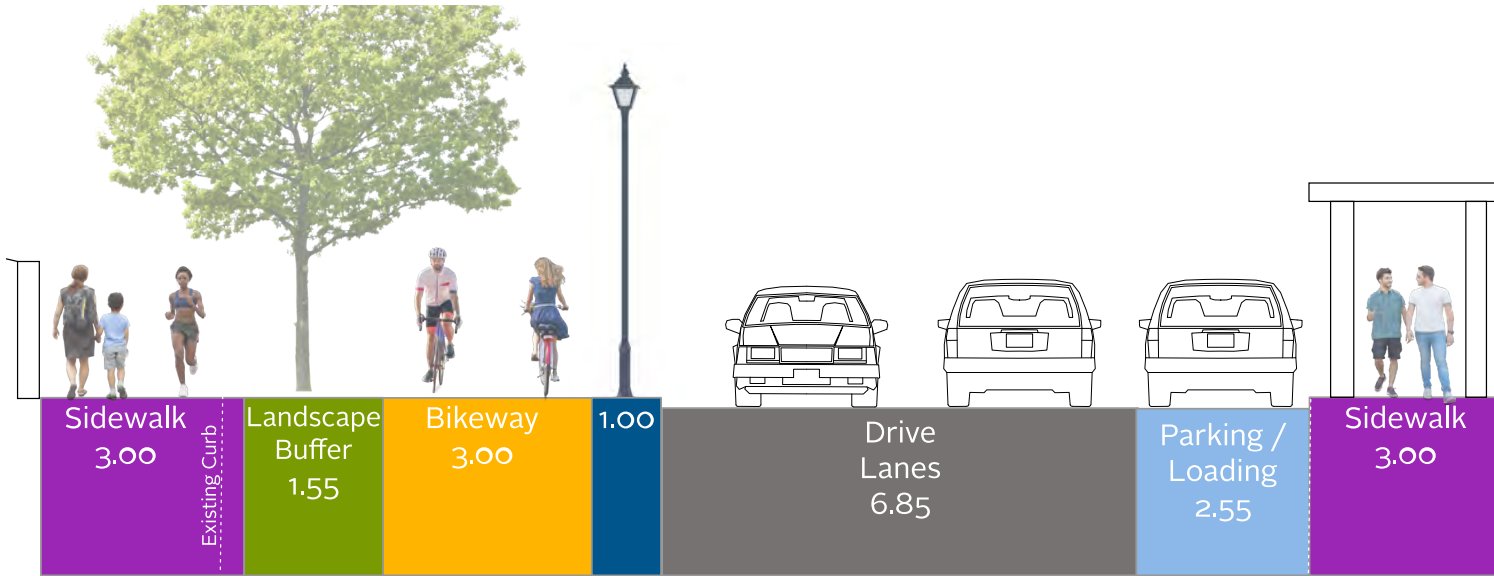 Sidewalk
3.00
Existing Curb
Landscape
Buffer
1.55
Bikeway
3.00
1.00
Drive
Lanes
6.85
Parking /
Loading
2.55
Sidewalk
3.00